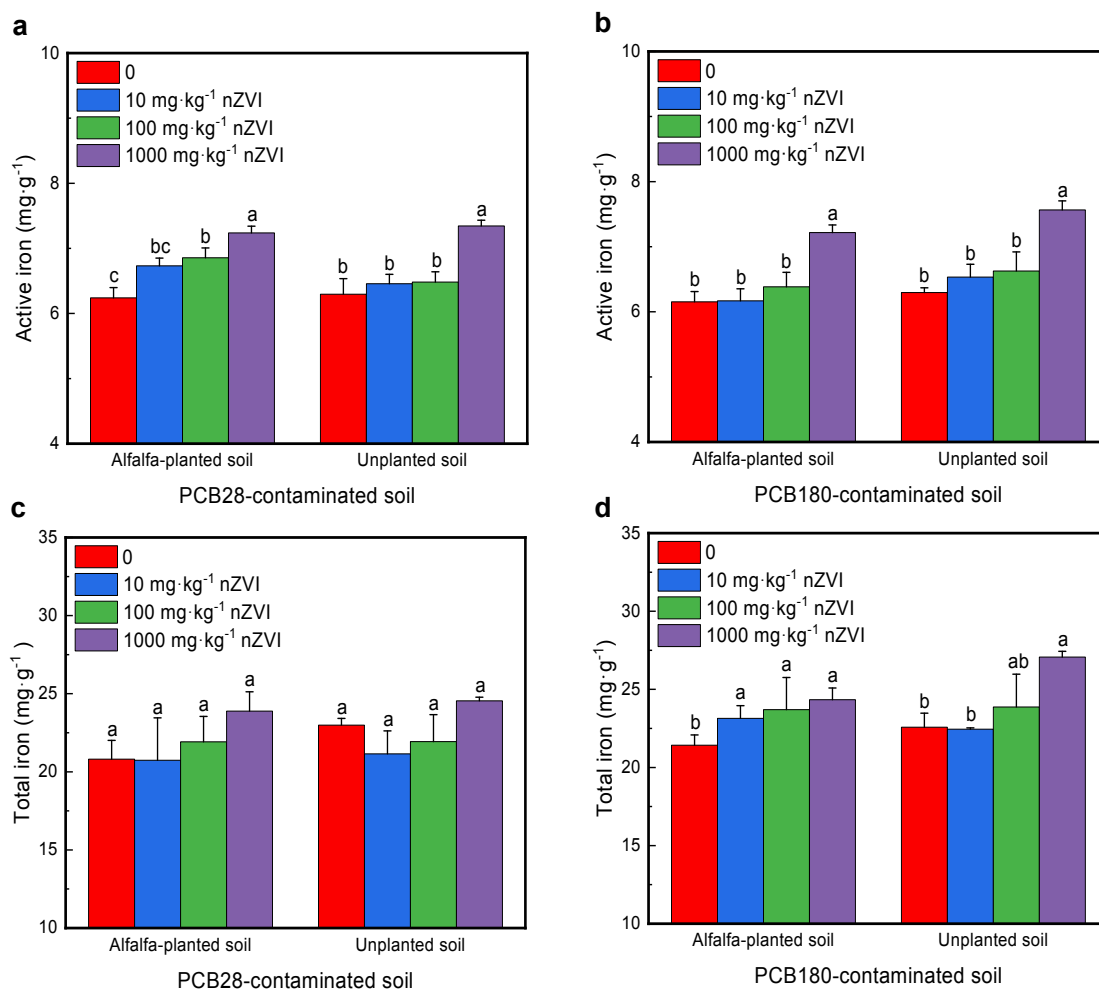 a
10
8
6
4
Active iron (mg·g⁻¹)
0
10 mg·kg⁻¹ nZVI
100 mg·kg⁻¹ nZVI
1000 mg·kg⁻¹ nZVI
c
bc
b
a
b
b
b
a
Alfalfa-planted soil
Unplanted soil
PCB28-contaminated soil
b
10
8
6
4
Active iron (mg·g⁻¹)
0
10 mg·kg⁻¹ nZVI
100 mg·kg⁻¹ nZVI
1000 mg·kg⁻¹ nZVI
b
b
b
a
b
b
b
a
Alfalfa-planted soil
Unplanted soil
PCB180-contaminated soil
c
35
30
25
20
15
10
Total iron (mg·g⁻¹)
0
10 mg·kg⁻¹ nZVI
100 mg·kg⁻¹ nZVI
1000 mg·kg⁻¹ nZVI
a
a
a
a
a
a
a
a
Alfalfa-planted soil
Unplanted soil
PCB28-contaminated soil
d
35
30
25
20
15
10
Total iron (mg·g⁻¹)
0
10 mg·kg⁻¹ nZVI
100 mg·kg⁻¹ nZVI
1000 mg·kg⁻¹ nZVI
b
a
a
a
b
b
ab
a
Alfalfa-planted soil
Unplanted soil
PCB180-contaminated soil